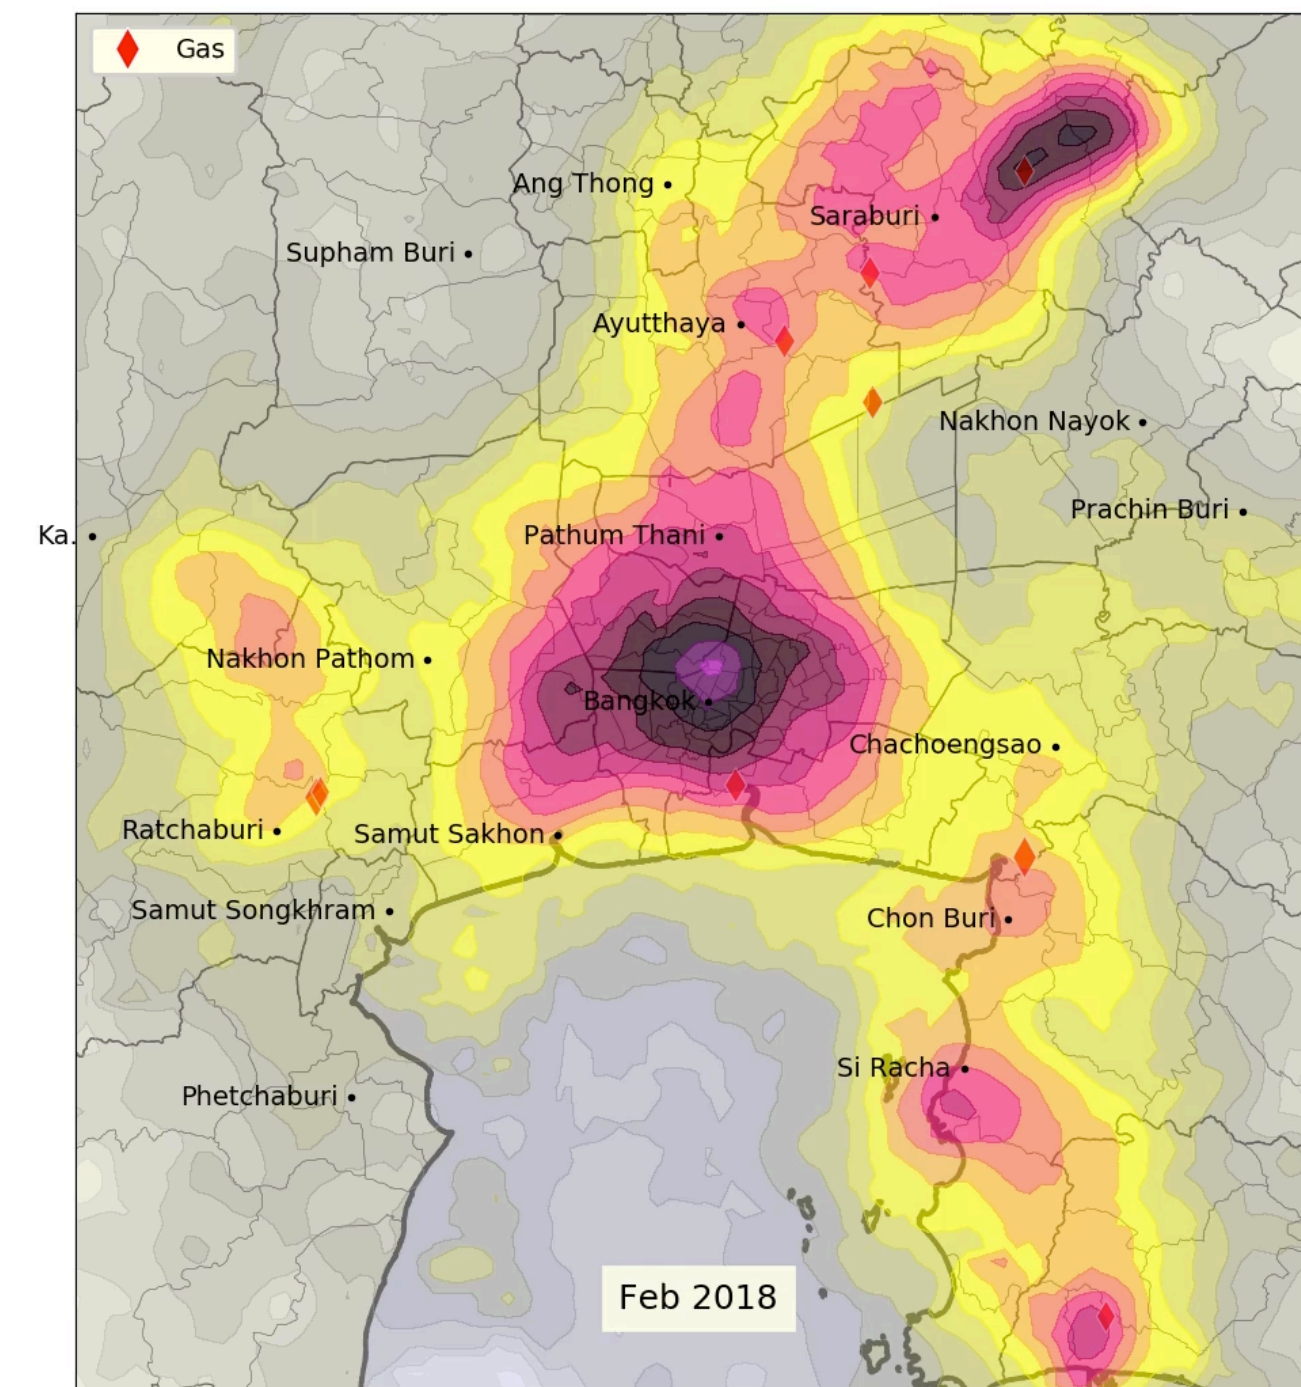 Gas
Ang Thong
Saraburi
Supham Buri
Ayutthaya
Nakhon Nayok
Prachin Buri
Ka.
Pathum Thani
Nakhon Pathom
Bangkok
Chachoengsao
Ratchaburi
Samut Sakhon
Samut Songkhram
Chon Buri
Si Racha
Phetchaburi
Feb 2018